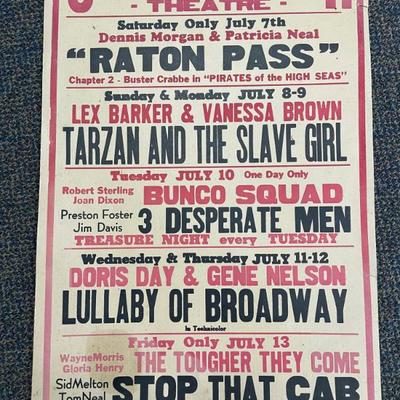 - THEATRE -
Saturday Only July 7th
Dennis Morgan & Patricia Neal
"RATON PASS"
Chapter 2 - Buster Crabbe in "PIRATES of the HIGH SEAS"
Sunday & Monday JULY 8-9
LEX BARKER & VANESSA BROWN
TARZAN AND THE SLAVE GIRL
Tuesday JULY 10 One Day Only
Robert Sterling
Joan Dixon
BUNCO SQUAD
Preston Foster
Jim Davis
3 DESPERATE MEN
TREASURE NIGHT every TUESDAY
Wednesday & Thursday JULY 11-12
DORIS DAY & GENE NELSON
LULLABY OF BROADWAY
In Technicolor
Friday Only JULY 13
Wayne Morris
Gloria Henry
THE TOUGHER THEY COME
Sid Melton
Tom Neal
STOP THAT CAB